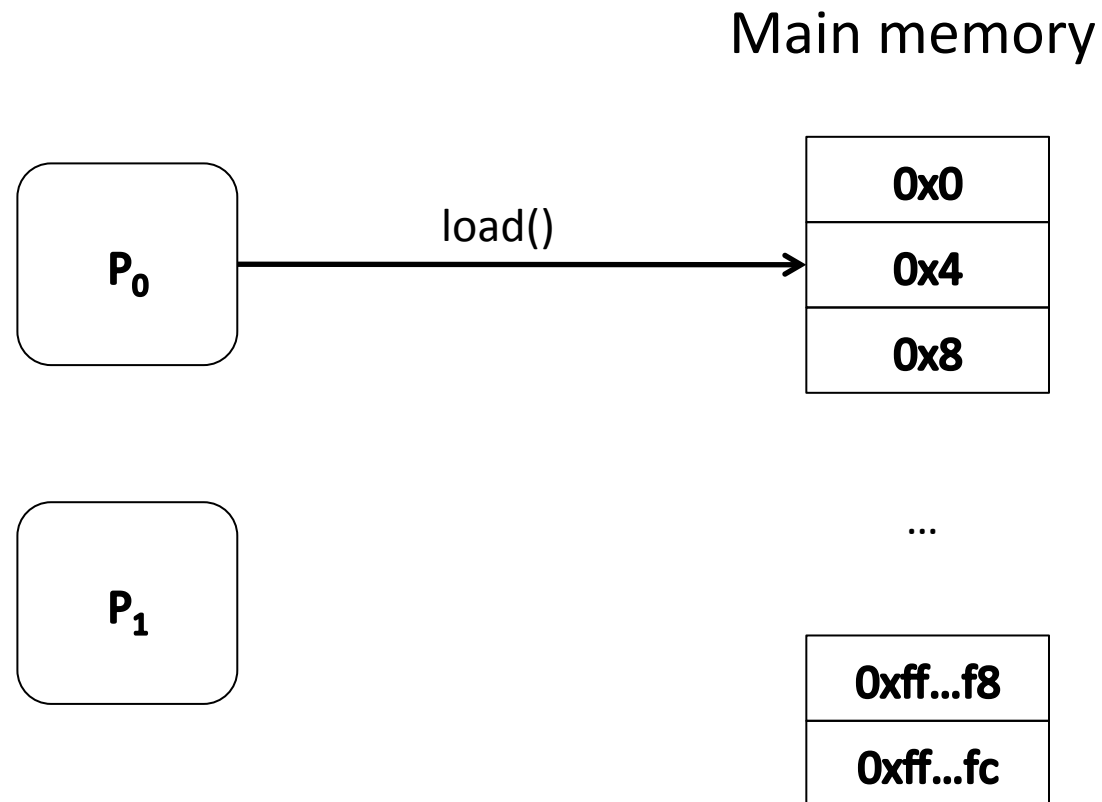 Main memory
0x0
load()
P₀
0x4
0x8
...
P₁
0xff...f8
0xff...fc